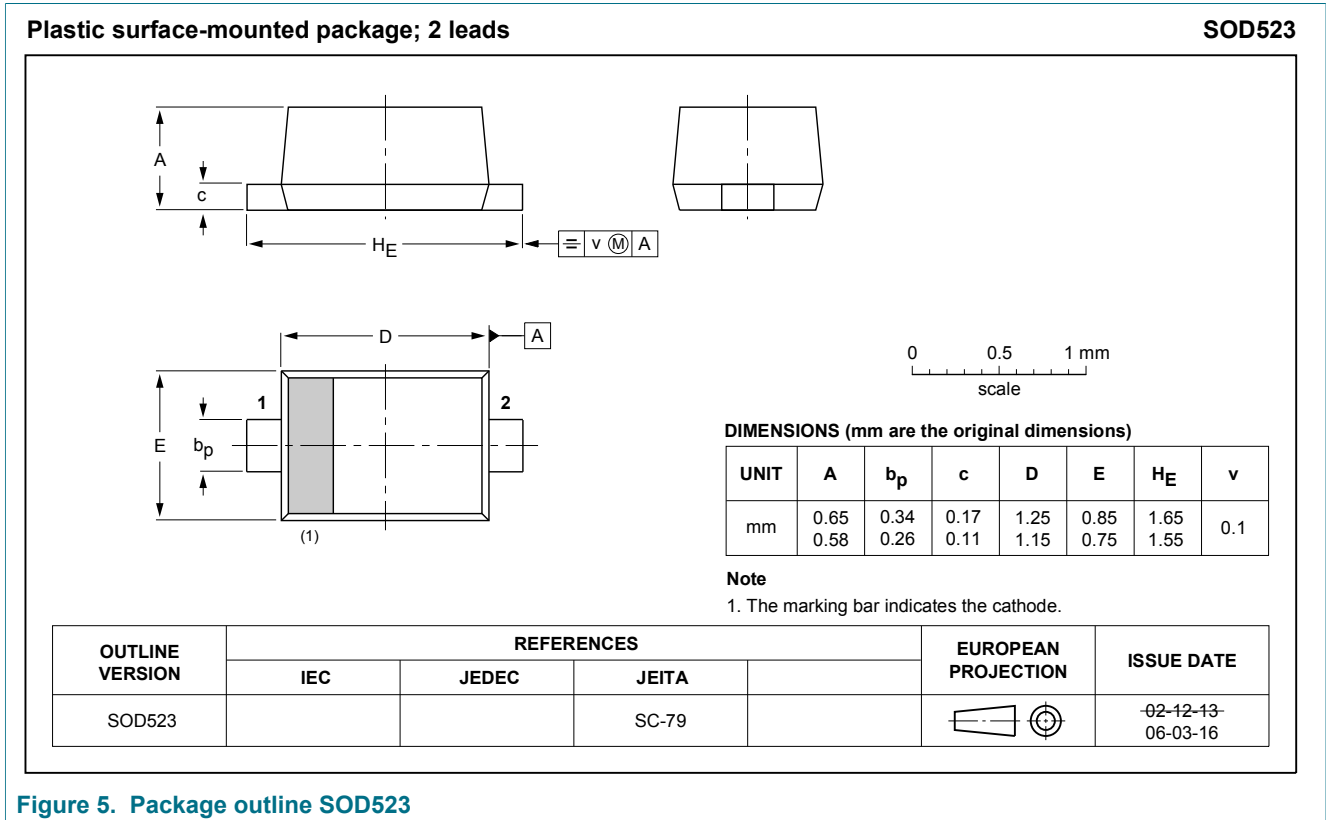 Plastic surface-mounted package; 2 leads SOD523
A
c
HE
v M A
D
A
E
bp
1
2
(1)
0 0.5 1 mm
scale
DIMENSIONS (mm are the original dimensions)
UNIT A bp c D E HE v
mm 0.65 0.34 0.17 1.25 0.85 1.65 0.1
0.58 0.26 0.11 1.15 0.75 1.55
Note
1. The marking bar indicates the cathode.
OUTLINE VERSION REFERENCES EUROPEAN PROJECTION ISSUE DATE
IEC JEDEC JEITA
SOD523 SC-79 02-12-13
06-03-16
Figure 5. Package outline SOD523